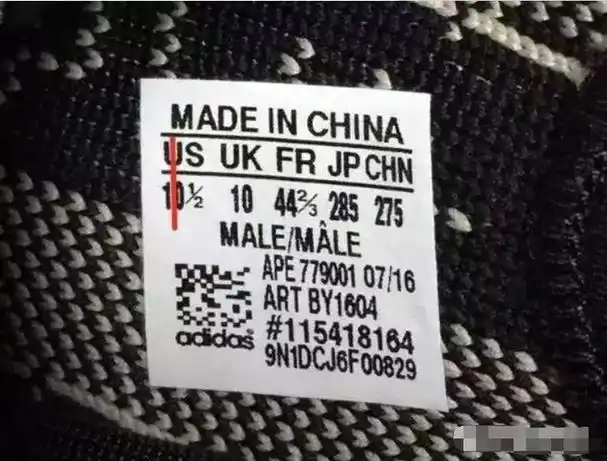 MADE IN CHINA
US UK FR JP CHN
10½ 10 44⅔ 285 275
MALE/MÂLE
APE 779001 07/16
ART BY1604
#115418164
adidas
9N1DCJ6F00829